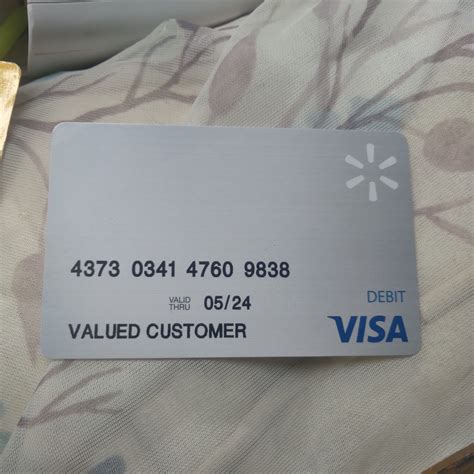 4373 0341 4760 9838
VALID THRU 05/24
DEBIT
VALUED CUSTOMER VISA